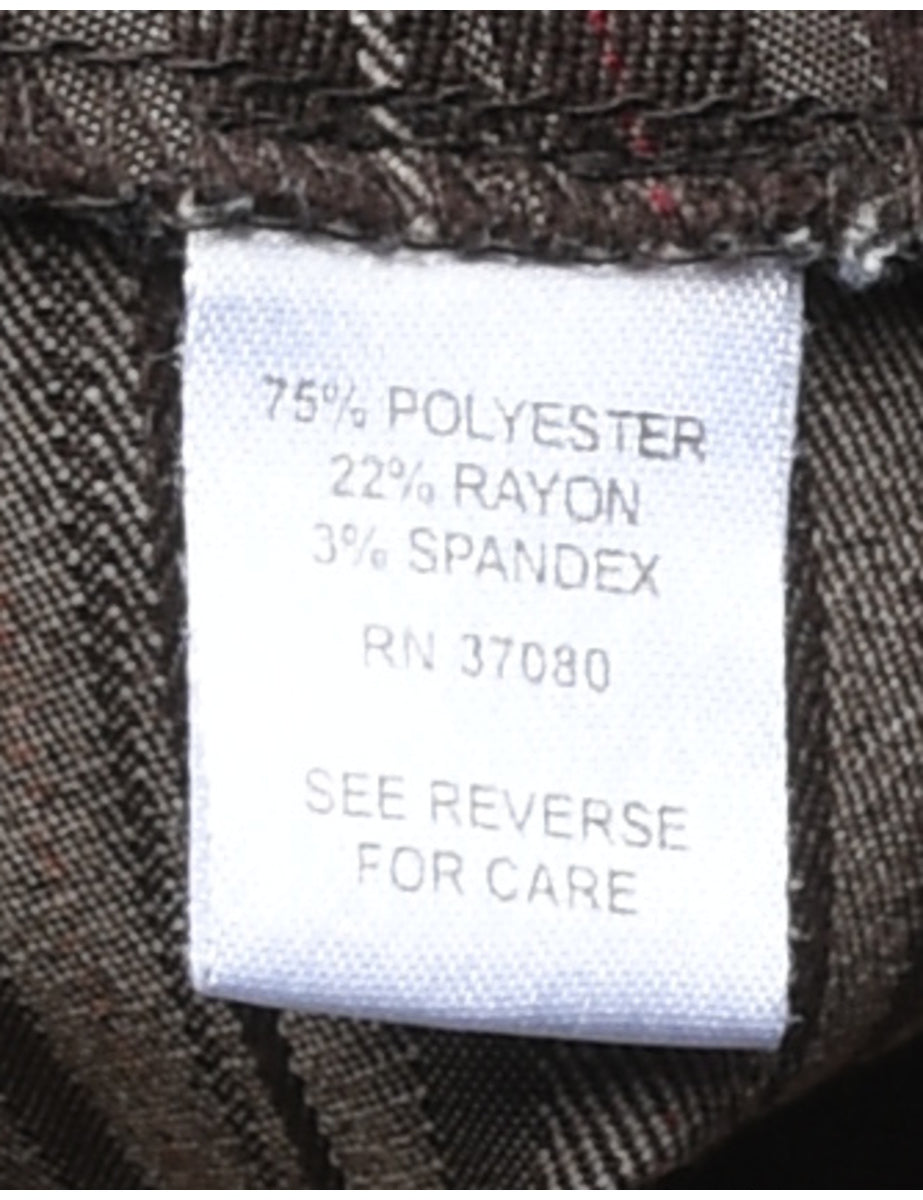 75% POLYESTER
22% RAYON
3% SPANDEX
RN 37080
SEE REVERSE
FOR CARE